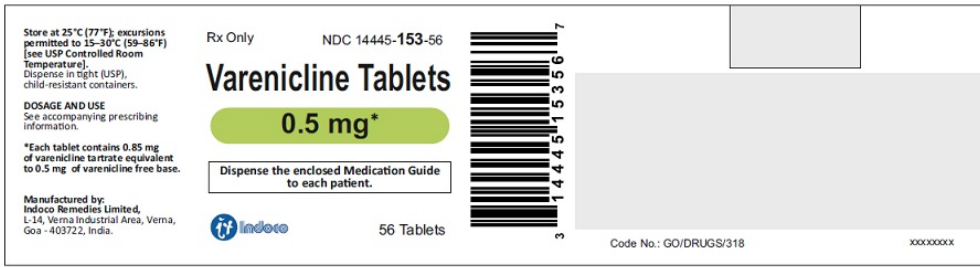 Store at 25°C (77°F); excursions
permitted to 15–30°C (59–86°F)
[see USP Controlled Room
Temperature].
Dispense in tight (USP),
child-resistant containers.
DOSAGE AND USE
See accompanying prescribing
information.
*Each tablet contains 0.85 mg
of varenicline tartrate equivalent
to 0.5 mg of varenicline free base.
Manufactured by:
Indoco Remedies Limited,
L-14, Verna Industrial Area, Verna,
Goa - 403722, India.
Rx Only
NDC 14445-153-56
Varenicline Tablets
0.5 mg*
Dispense the enclosed Medication Guide
to each patient.
indoco
56 Tablets
3 14445 15356 7
Code No.: GO/DRUGS/318
xxxxxxxx